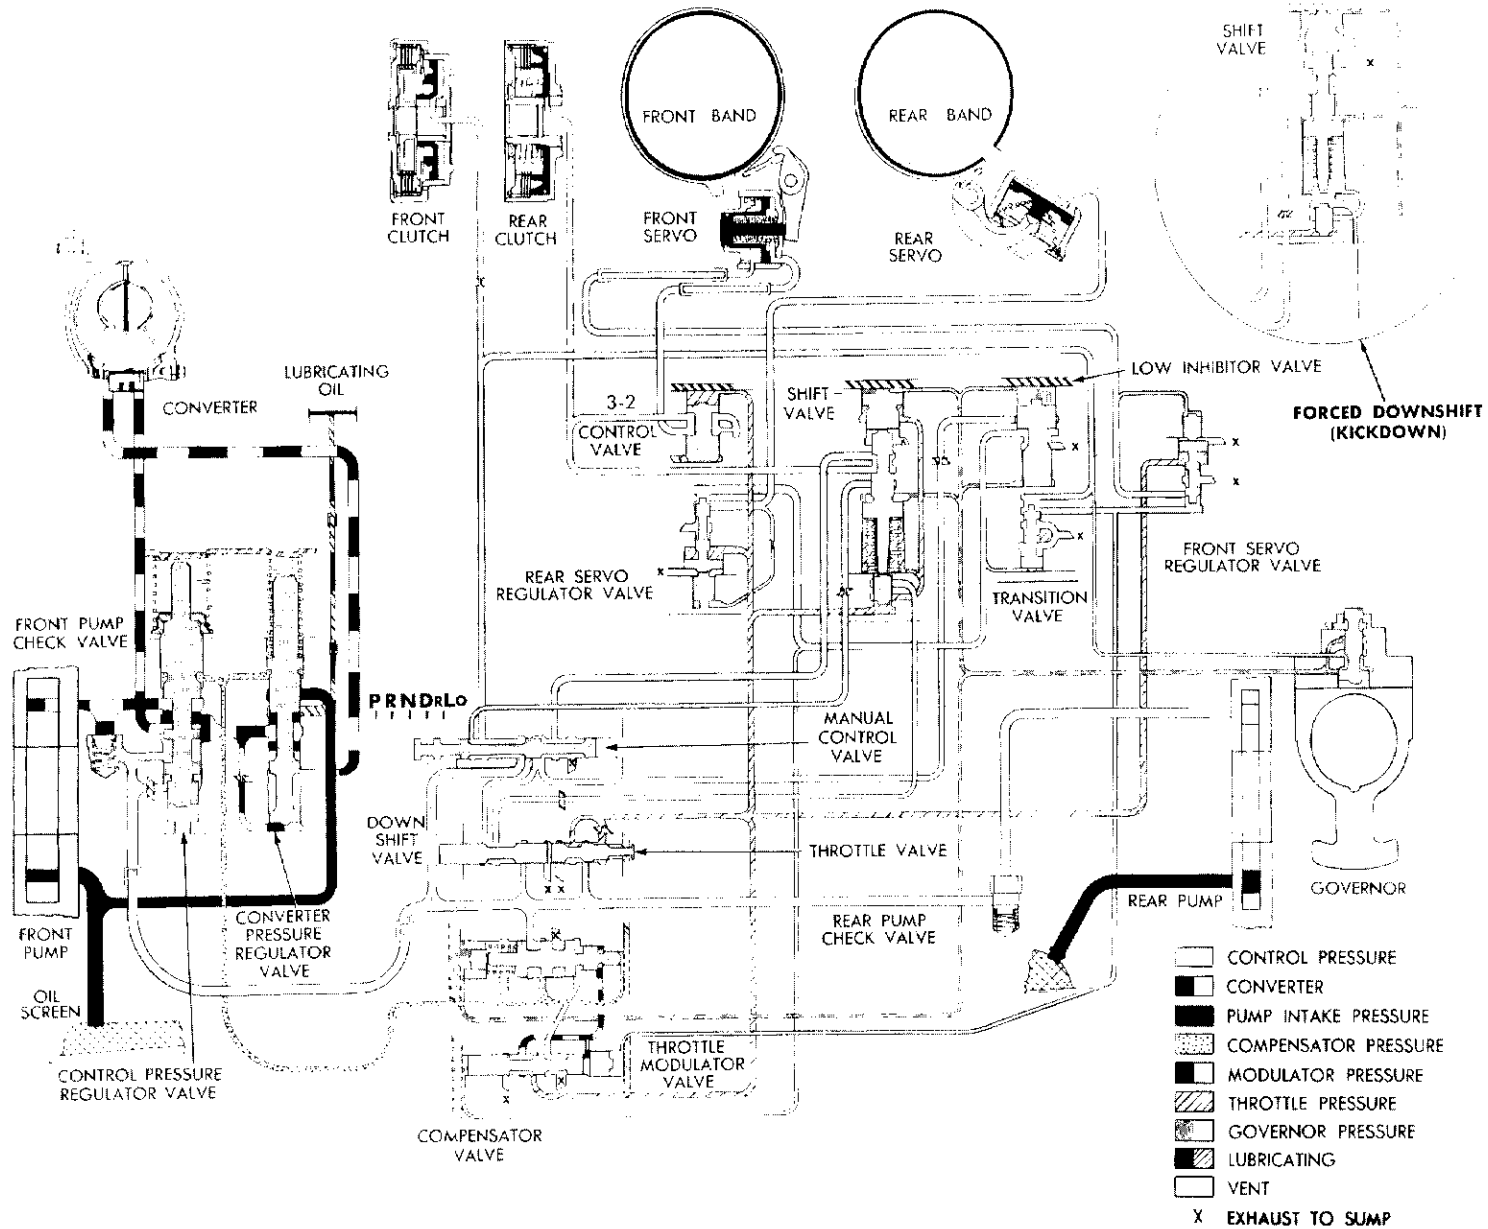 SHIFT
VALVE
FRONT BAND
REAR BAND
FRONT
CLUTCH
REAR
CLUTCH
FRONT
SERVO
REAR
SERVO
LUBRICATING
OIL
CONVERTER
3-2
CONTROL
VALVE
SHIFT
VALVE
LOW INHIBITOR VALVE
FORCED DOWNSHIFT
(KICKDOWN)
x
x
x
x
x
x
x
x
REAR SERVO
REGULATOR VALVE
FRONT SERVO
REGULATOR VALVE
TRANSITION
VALVE
FRONT PUMP
CHECK VALVE
P R N DR LO
MANUAL
CONTROL
VALVE
DOWN
SHIFT
VALVE
THROTTLE VALVE
x x
GOVERNOR
REAR PUMP
REAR PUMP
CHECK VALVE
FRONT
PUMP
CONVERTER
PRESSURE
REGULATOR
VALVE
OIL
SCREEN
CONTROL PRESSURE
REGULATOR VALVE
THROTTLE
MODULATOR
VALVE
x
x
x
COMPENSATOR
VALVE
CONTROL PRESSURE
CONVERTER
PUMP INTAKE PRESSURE
COMPENSATOR PRESSURE
MODULATOR PRESSURE
THROTTLE PRESSURE
GOVERNOR PRESSURE
LUBRICATING
VENT
X EXHAUST TO SUMP